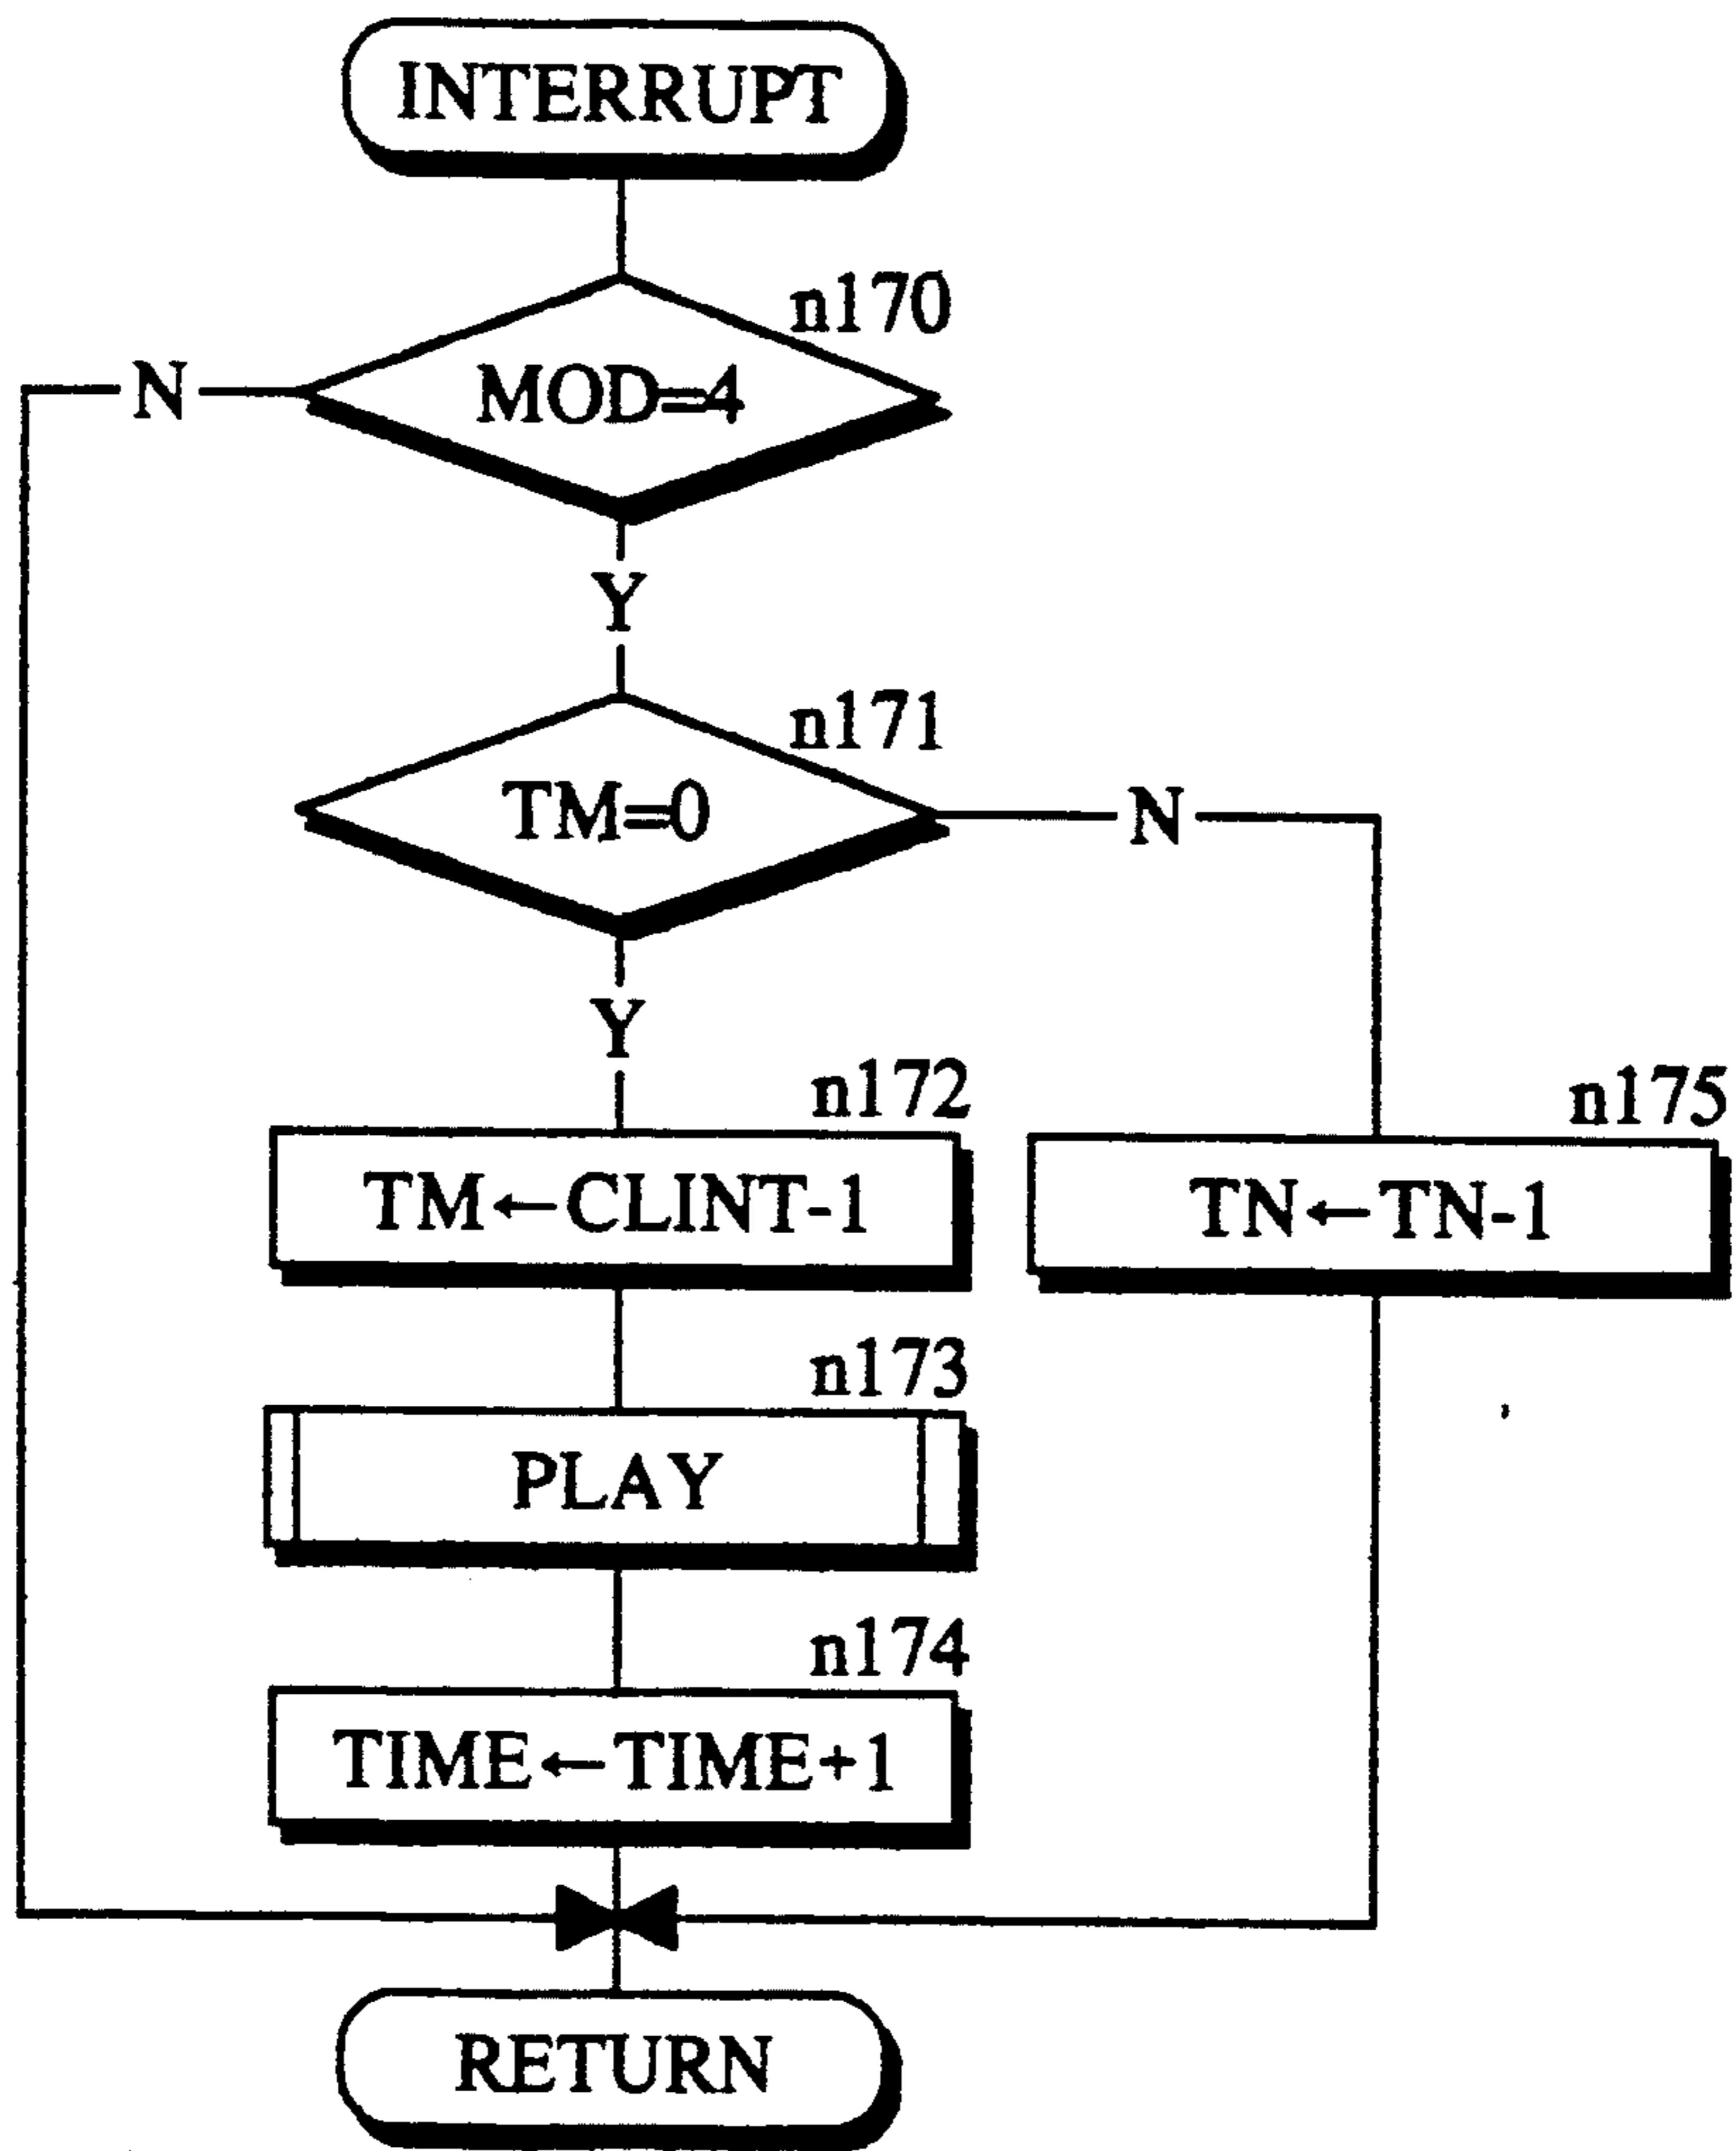 INTERRUPT
n170
N
MOD=4
Y
n171
TM=0
N
Y
n172
TM←CLINT-1
n175
TN←TN-1
n173
PLAY
n174
TIME←TIME+1
RETURN